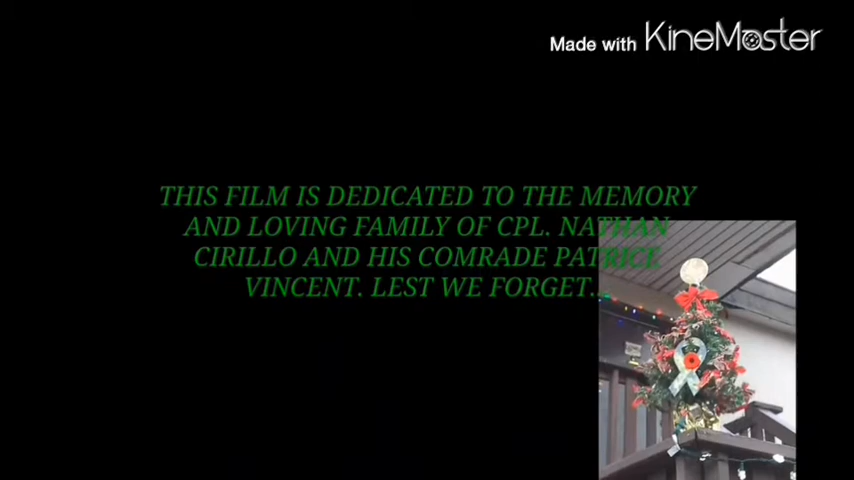 Made with KineMaster
THIS FILM IS DEDICATED TO THE MEMORY
AND LOVING FAMILY OF CPL. NATHAN
CIRILLO AND HIS COMRADE PATRICE
VINCENT. LEST WE FORGET...